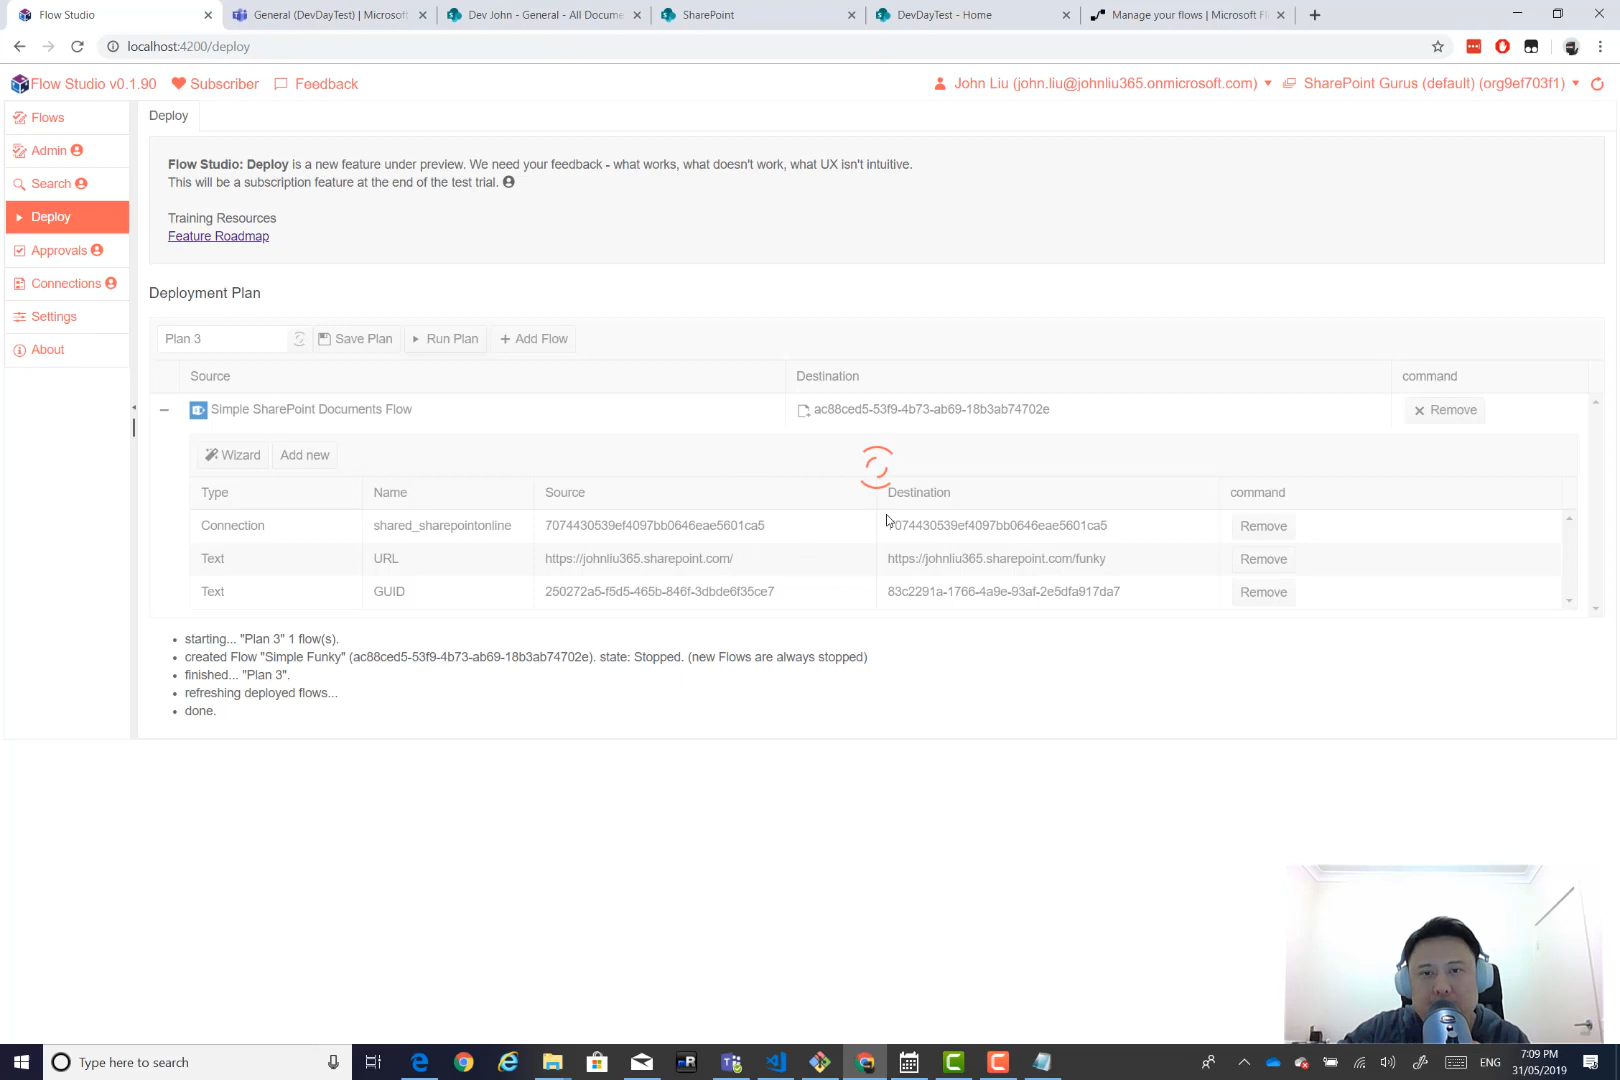 Flow Studio
General (DevDayTest) | Microsoft
Dev John - General - All Docume
SharePoint
DevDayTest - Home
Manage your flows | Microsoft Fl
localhost:4200/deploy
Flow Studio v0.1.90
Subscriber
Feedback
John Liu (john.liu@johnliu365.onmicrosoft.com)
SharePoint Gurus (default) (org9ef703f1)
Flows
Admin
Search
Deploy
Approvals
Connections
Settings
About
Deploy
Flow Studio: Deploy is a new feature under preview. We need your feedback - what works, what doesn't work, what UX isn't intuitive.
This will be a subscription feature at the end of the test trial.
Training Resources
Feature Roadmap
Deployment Plan
Plan 3
Save Plan
Run Plan
Add Flow
Source
Destination
command
Simple SharePoint Documents Flow
ac88ced5-53f9-4b73-ab69-18b3ab74702e
Remove
Wizard
Add new
Type
Name
Source
Destination
command
Connection
shared_sharepointonline
7074430539ef4097bb0646eae5601ca5
7074430539ef4097bb0646eae5601ca5
Remove
Text
URL
https://johnliu365.sharepoint.com/
https://johnliu365.sharepoint.com/funky
Remove
Text
GUID
250272a5-f5d5-465b-846f-3dbde6f35ce7
83c2291a-1766-4a9e-93af-2e5dfa917da7
Remove
starting... "Plan 3" 1 flow(s).
created Flow "Simple Funky" (ac88ced5-53f9-4b73-ab69-18b3ab74702e). state: Stopped. (new Flows are always stopped)
finished... "Plan 3".
refreshing deployed flows...
done.
Type here to search
ENG
7:09 PM
31/05/2019